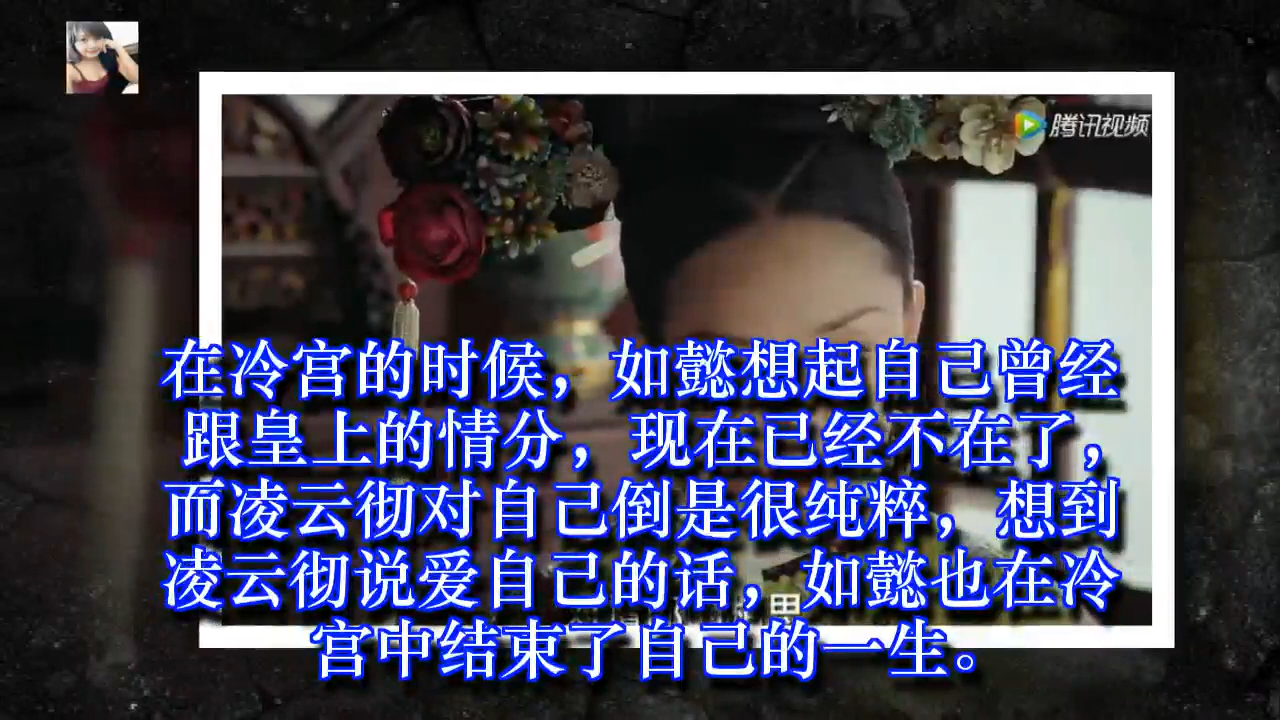 腾讯视频
在冷宫的时候，如懿想起自己曾经
跟皇上的情分，现在已经不在了，
而凌云彻对自己倒是很纯粹，想到
凌云彻说爱自己的话，如懿也在冷
宫中结束了自己的一生。